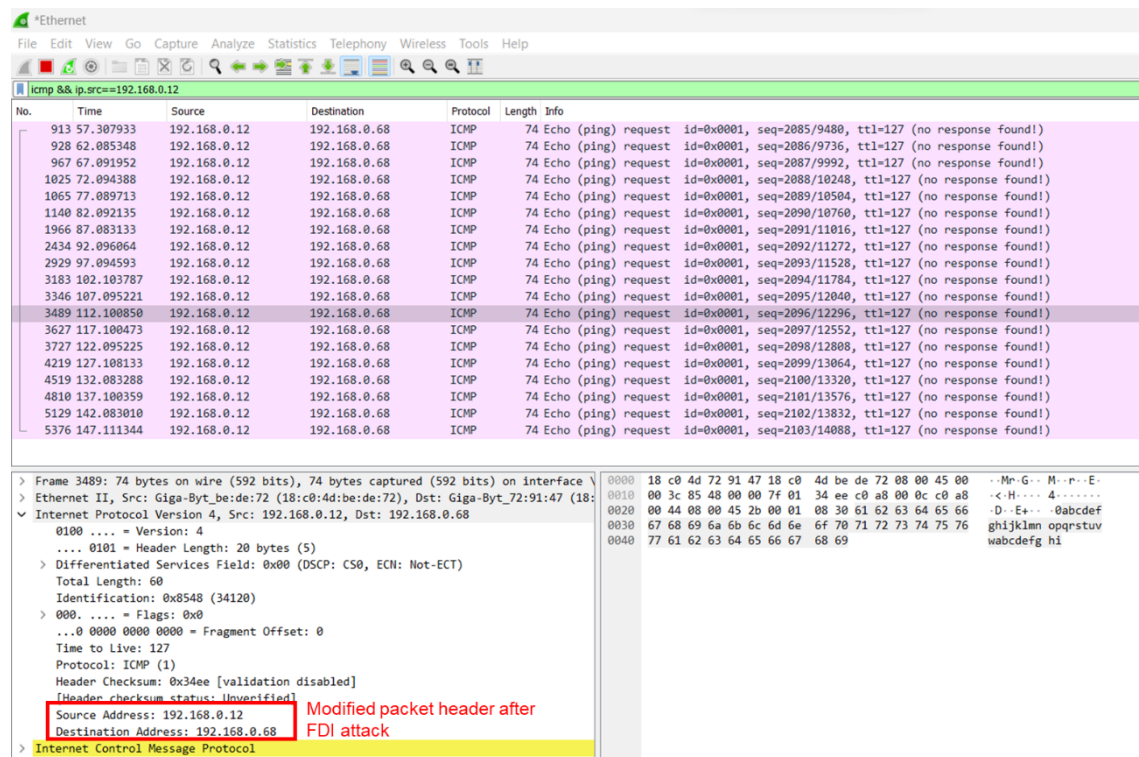 *Ethernet
File Edit View Go Capture Analyze Statistics Telephony Wireless Tools Help
icmp && ip.src==192.168.0.12
No. Time Source Destination Protocol Length Info
913 57.307933 192.168.0.12 192.168.0.68 ICMP 74 Echo (ping) request id=0x0001, seq=2085/9480, ttl=127 (no response found!)
928 62.085348 192.168.0.12 192.168.0.68 ICMP 74 Echo (ping) request id=0x0001, seq=2086/9736, ttl=127 (no response found!)
967 67.091952 192.168.0.12 192.168.0.68 ICMP 74 Echo (ping) request id=0x0001, seq=2087/9992, ttl=127 (no response found!)
1025 72.094388 192.168.0.12 192.168.0.68 ICMP 74 Echo (ping) request id=0x0001, seq=2088/10248, ttl=127 (no response found!)
1065 77.089713 192.168.0.12 192.168.0.68 ICMP 74 Echo (ping) request id=0x0001, seq=2089/10504, ttl=127 (no response found!)
1140 82.092135 192.168.0.12 192.168.0.68 ICMP 74 Echo (ping) request id=0x0001, seq=2090/10760, ttl=127 (no response found!)
1966 87.083133 192.168.0.12 192.168.0.68 ICMP 74 Echo (ping) request id=0x0001, seq=2091/11016, ttl=127 (no response found!)
2434 92.096064 192.168.0.12 192.168.0.68 ICMP 74 Echo (ping) request id=0x0001, seq=2092/11272, ttl=127 (no response found!)
2929 97.094593 192.168.0.12 192.168.0.68 ICMP 74 Echo (ping) request id=0x0001, seq=2093/11528, ttl=127 (no response found!)
3183 102.103787 192.168.0.12 192.168.0.68 ICMP 74 Echo (ping) request id=0x0001, seq=2094/11784, ttl=127 (no response found!)
3346 107.095221 192.168.0.12 192.168.0.68 ICMP 74 Echo (ping) request id=0x0001, seq=2095/12040, ttl=127 (no response found!)
3489 112.100850 192.168.0.12 192.168.0.68 ICMP 74 Echo (ping) request id=0x0001, seq=2096/12296, ttl=127 (no response found!)
3627 117.100473 192.168.0.12 192.168.0.68 ICMP 74 Echo (ping) request id=0x0001, seq=2097/12552, ttl=127 (no response found!)
3727 122.095225 192.168.0.12 192.168.0.68 ICMP 74 Echo (ping) request id=0x0001, seq=2098/12808, ttl=127 (no response found!)
4219 127.108133 192.168.0.12 192.168.0.68 ICMP 74 Echo (ping) request id=0x0001, seq=2099/13064, ttl=127 (no response found!)
4519 132.083288 192.168.0.12 192.168.0.68 ICMP 74 Echo (ping) request id=0x0001, seq=2100/13320, ttl=127 (no response found!)
4810 137.100359 192.168.0.12 192.168.0.68 ICMP 74 Echo (ping) request id=0x0001, seq=2101/13576, ttl=127 (no response found!)
5129 142.083010 192.168.0.12 192.168.0.68 ICMP 74 Echo (ping) request id=0x0001, seq=2102/13832, ttl=127 (no response found!)
5376 147.111344 192.168.0.12 192.168.0.68 ICMP 74 Echo (ping) request id=0x0001, seq=2103/14088, ttl=127 (no response found!)
> Frame 3489: 74 bytes on wire (592 bits), 74 bytes captured (592 bits) on interface \
> Ethernet II, Src: Giga-Byt_be:de:72 (18:c0:4d:be:de:72), Dst: Giga-Byt_72:91:47 (18:
Internet Protocol Version 4, Src: 192.168.0.12, Dst: 192.168.0.68
0100 .... = Version: 4
.... 0101 = Header Length: 20 bytes (5)
> Differentiated Services Field: 0x00 (DSCP: CS0, ECN: Not-ECT)
Total Length: 60
Identification: 0x8548 (34120)
> 000. .... = Flags: 0x0
...0 0000 0000 0000 = Fragment Offset: 0
Time to Live: 127
Protocol: ICMP (1)
Header Checksum: 0x34ee [validation disabled]
[Header checksum status: Unverified]
Source Address: 192.168.0.12
Destination Address: 192.168.0.68
> Internet Control Message Protocol
Modified packet header after
FDI attack
0000 18 c0 4d 72 91 47 18 c0 4d be de 72 08 00 45 00 ··Mr·G·· M··r··E·
0010 00 3c 85 48 00 00 7f 01 34 ee c0 a8 00 0c c0 a8 ·<·H···· 4·······
0020 00 44 08 00 45 2b 00 01 08 30 61 62 63 64 65 66 ·D··E+·· ·0abcdef
0030 67 68 69 6a 6b 6c 6d 6e 6f 70 71 72 73 74 75 76 ghijklmn opqrstuv
0040 77 61 62 63 64 65 66 67 68 69 wabcdefg hi